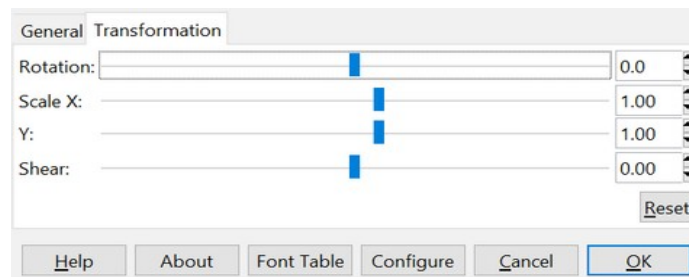 General Transformation
Rotation: 0.0
Scale X: 1.00
Y: 1.00
Shear: 0.00
Reset
Help About Font Table Configure Cancel OK